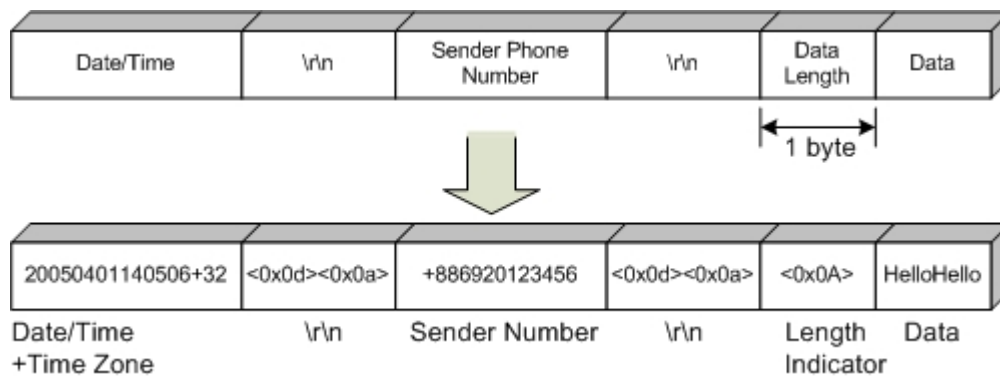 Date/Time \r\n Sender Phone Number \r\n Data Length Data
1 byte
20050401140506+32 <0x0d><0x0a> +886920123456 <0x0d><0x0a> <0x0A> HelloHello
Date/Time +Time Zone \r\n Sender Number \r\n Length Indicator Data